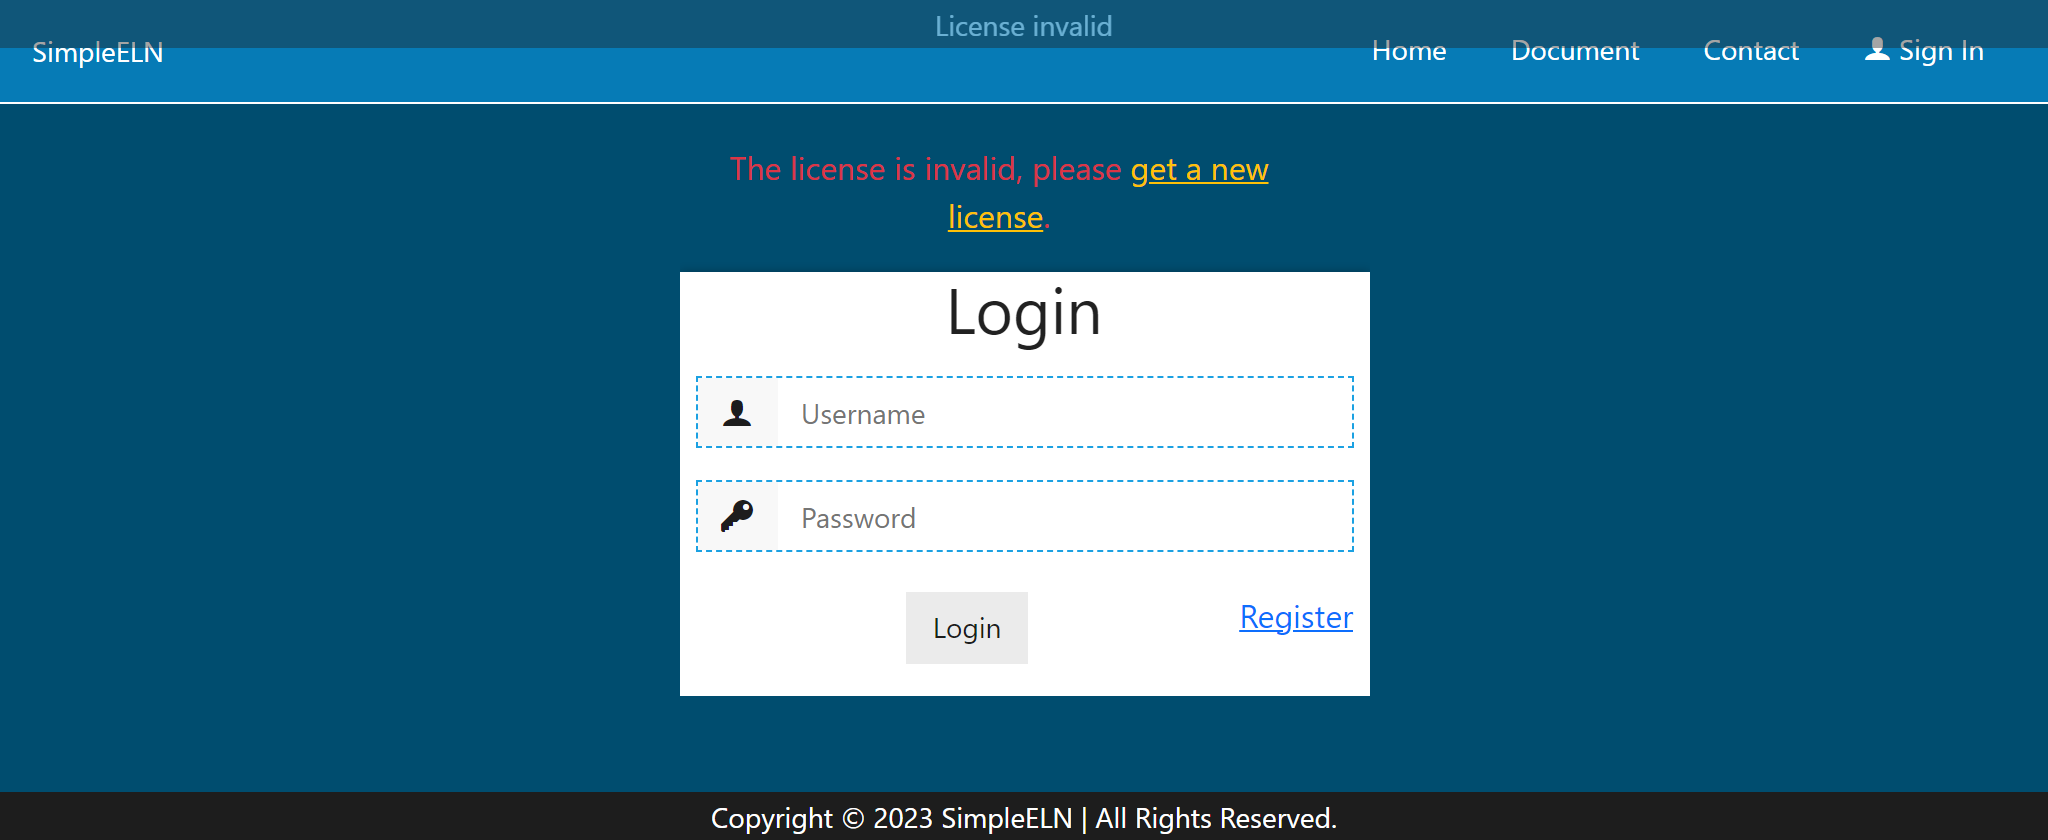 License invalid
SimpleELN
Home
Document
Contact
Sign In
The license is invalid, please get a new
license.
Login
Username
Password
Login
Register
Copyright © 2023 SimpleELN | All Rights Reserved.